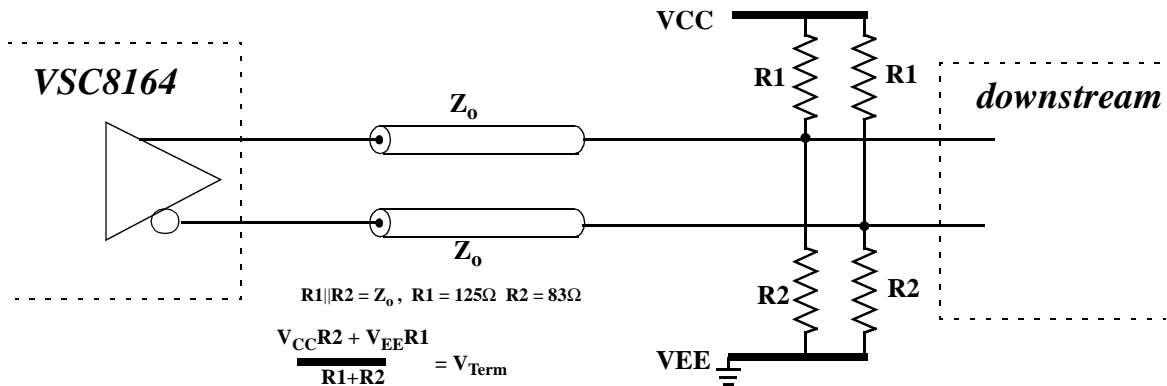 VCC
VSC8164
R1
R1
Zo
downstream
Zo
R1||R2 = Zo , R1 = 125Ω R2 = 83Ω
R2
R2
VCCR2 + VEER1
R1+R2
= VTerm
VEE